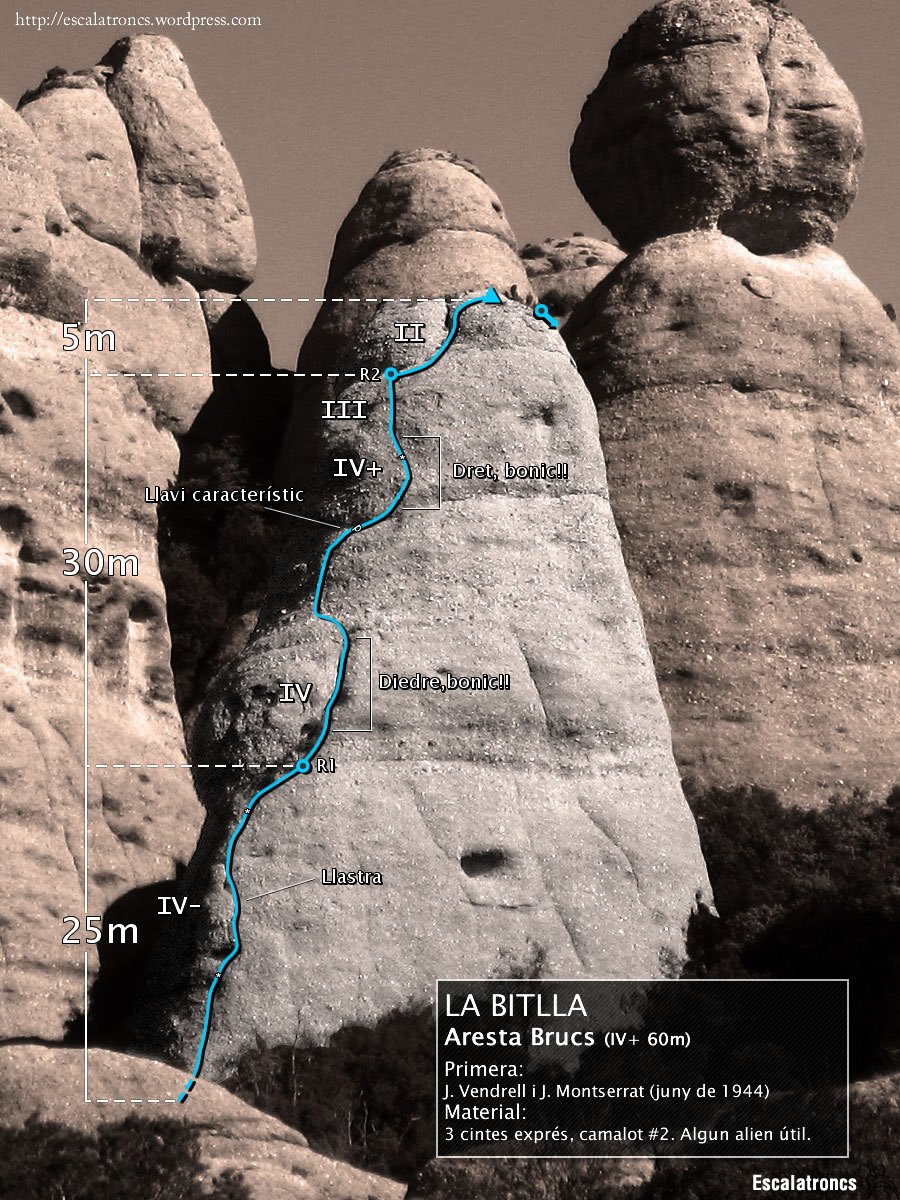 http://escalatroncs.wordpress.com
5m
II
R2
III
IV+
Dret, bonic!!
Llavi característic
30m
IV
Diedre,bonic!!
R1
Llastra
IV-
25m
LA BITLLA
Aresta Brucs (IV+ 60m)
Primera:
J. Vendrell i J. Montserrat (juny de 1944)
Material:
3 cintes exprés, camalot #2. Algun alien útil.
Escalatroncs